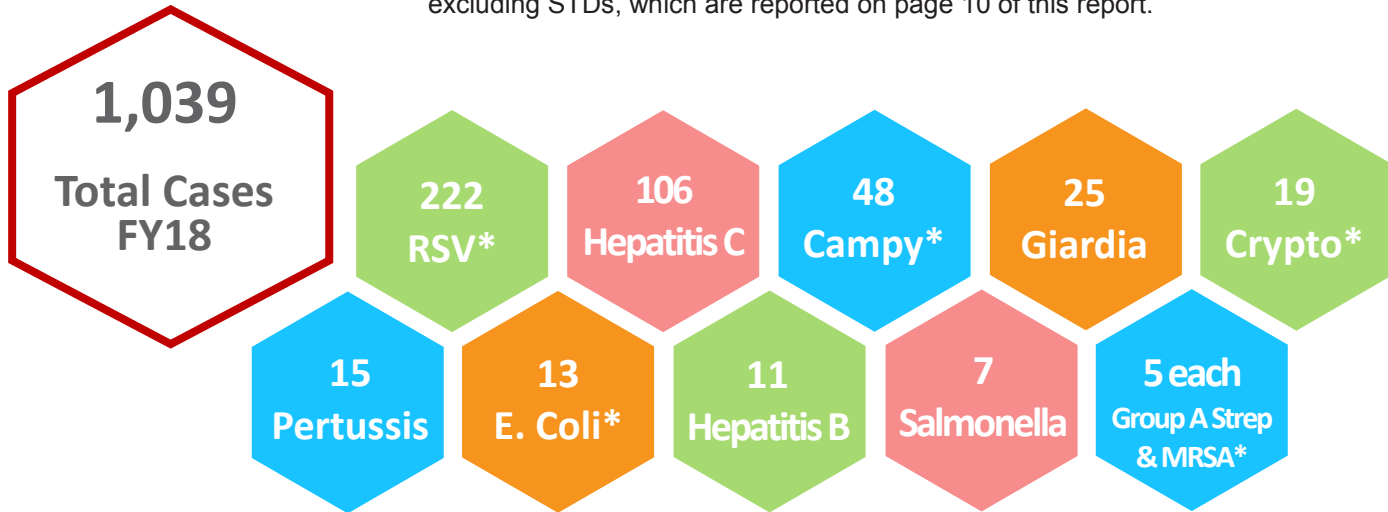 excluding STDs, which are reported on page 10 of this report.
1,039
Total Cases
FY18
222
RSV*
106
Hepatitis C
48
Campy*
25
Giardia
19
Crypto*
15
Pertussis
13
E. Coli*
11
Hepatitis B
7
Salmonella
5 each
Group A Strep
& MRSA*